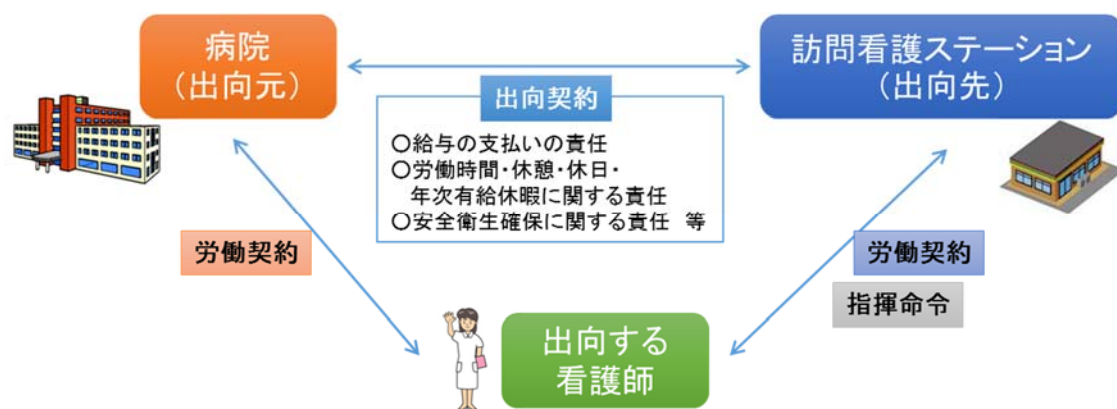 病院
（出向元）
訪問看護ステーション
（出向先）
出向契約
○給与の支払いの責任
○労働時間・休憩・休日・
年次有給休暇に関する責任
○安全衛生確保に関する責任 等
労働契約
労働契約
指揮命令
出向する
看護師